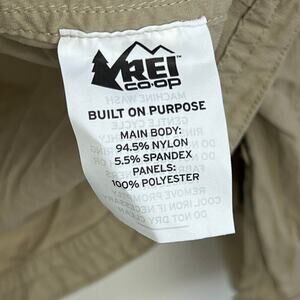 REI
CO·OP
BUILT ON PURPOSE
MAIN BODY:
94.5% NYLON
5.5% SPANDEX
PANELS:
100% POLYESTER